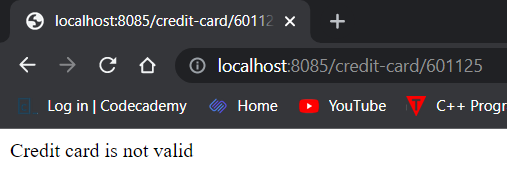 localhost:8085/credit-card/60112
localhost:8085/credit-card/601125
Log in | Codecademy Home YouTube C++ Progr
Credit card is not valid